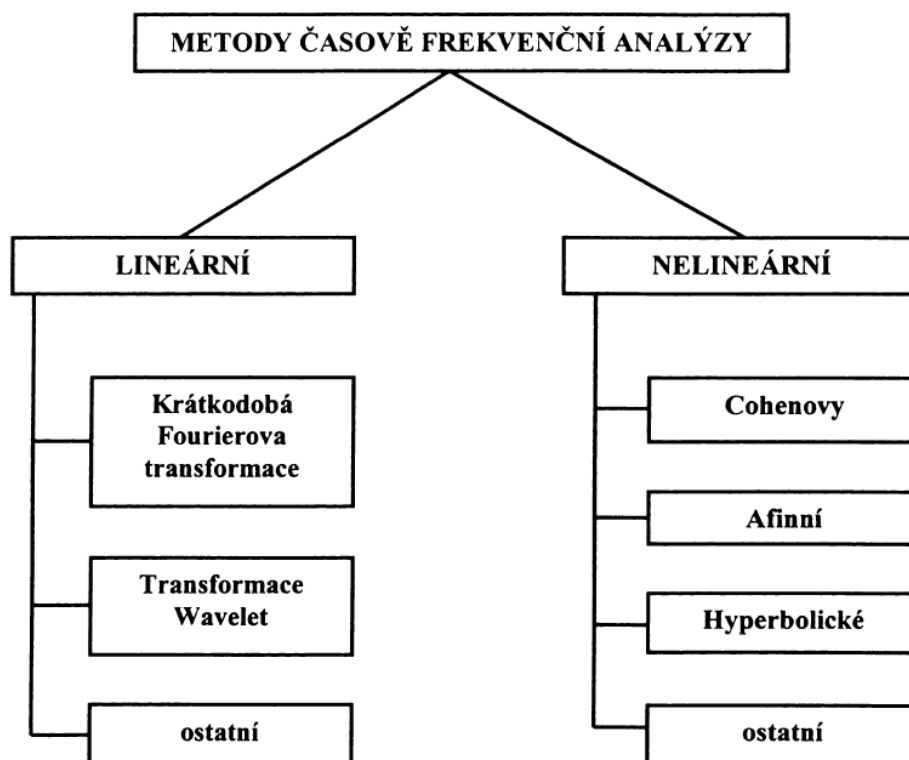 METODY ČASOVĚ FREKVENČNÍ ANALÝZY
LINEÁRNÍ
Krátkodobá
Fourierova
transformace
Transformace
Wavelet
ostatní
NELINEÁRNÍ
Cohenovy
Afinní
Hyperbolické
ostatní